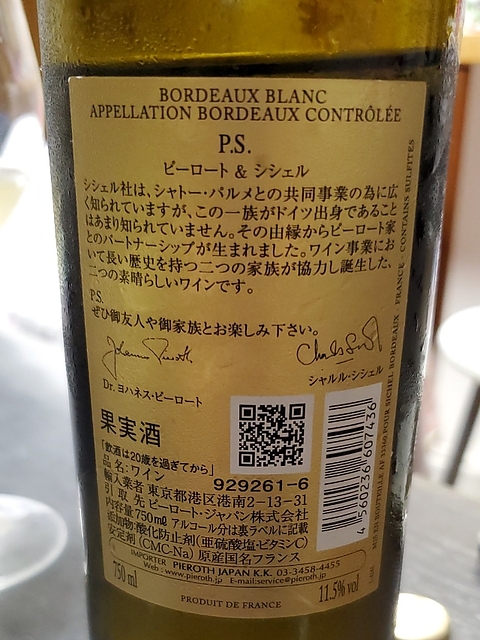 BORDEAUX BLANC
APPELLATION BORDEAUX CONTRÔLÉE
P.S.
ピーロート & シシェル
シシェル社は、シャトー・パルメとの共同事業の為に広
く知られていますが、この一族がドイツ出身であること
はあまり知られていません。その由縁からピーロート家
とのパートナーシップが生まれました。ワイン事業にお
いて長い歴史を持つ二つの家族が協力し誕生した、
二つの素晴らしいワインです。
P.S.
ぜひ御友人や御家族とお楽しみ下さい。
Dr. ヨハネス・ピーロート
シャルル・シシェル
果実酒
「飲酒は20歳を過ぎてから」
929261-6
品名：ワイン
輸入業者 東京都港区港南2-13-31
引取先 ピーロート・ジャパン株式会社
内容量750mℓ アルコール分は裏ラベルに記載
添加物：酸化防止剤(亜硫酸塩・ビタミンC)
安定剤(CMC-Na) 原産国名フランス
IMPORTER PIEROTH JAPAN K.K. 03-3458-4455
Web : www.pieroth.jp E-mail:service@pieroth.jp
750 ml
11.5% vol
PRODUCE DE FRANCE
4 560236 607436
MIS EN BOUTEILLE AF 33360 POUR SICHEL BORDEAUX FRANCE - CONTAINS SULFITES